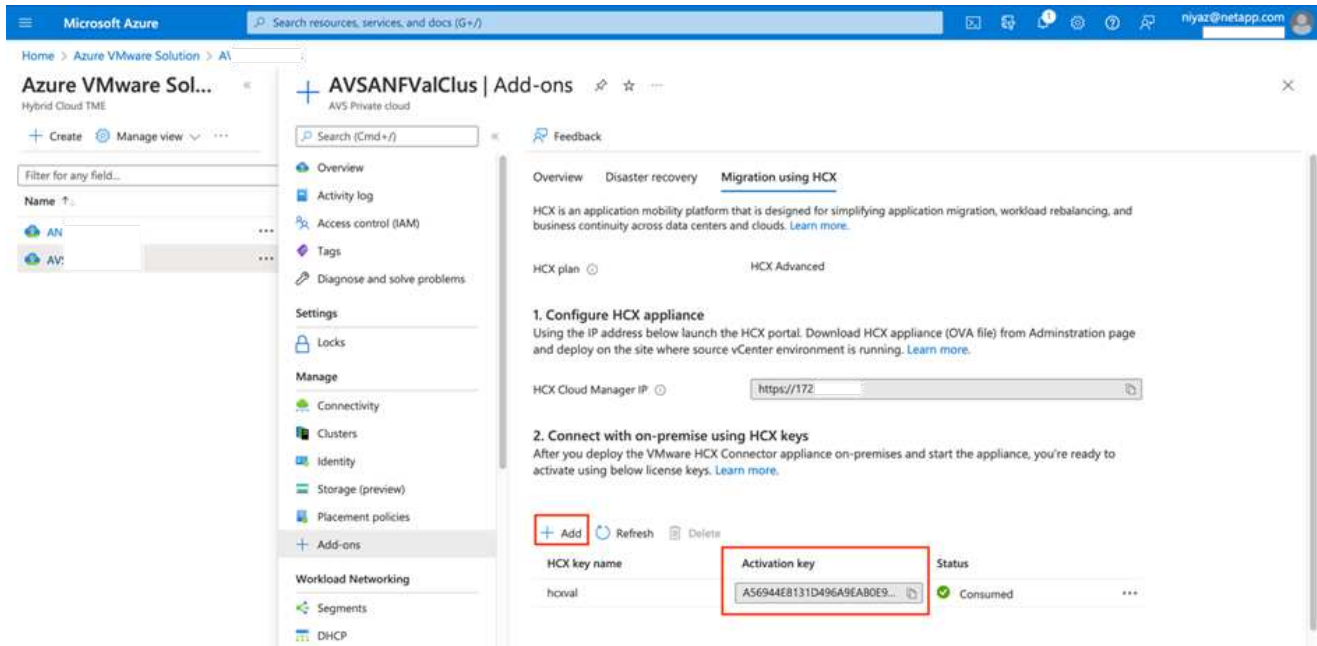 Microsoft Azure
Search resources, services, and docs (G+/)
1
niyaz@netapp.com
Home > Azure VMware Solution > A\
Azure VMware Sol... «
Hybrid Cloud TME
+ Create Manage view ...
Filter for any field...
Name ↑
AN ...
AV: ...
AVSANFValClus | Add-ons ...
AVS Private cloud
Search (Cmd+/) «
Overview
Activity log
Access control (IAM)
Tags
Diagnose and solve problems
Settings
Locks
Manage
Connectivity
Clusters
Identity
Storage (preview)
Placement policies
+ Add-ons
Workload Networking
Segments
DHCP
Feedback
Overview Disaster recovery Migration using HCX
HCX is an application mobility platform that is designed for simplifying application migration, workload rebalancing, and
business continuity across data centers and clouds. Learn more.
HCX plan HCX Advanced
1. Configure HCX appliance
Using the IP address below launch the HCX portal. Download HCX appliance (OVA file) from Adminstration page
and deploy on the site where source vCenter environment is running. Learn more.
HCX Cloud Manager IP https://172
2. Connect with on-premise using HCX keys
After you deploy the VMware HCX Connector appliance on-premises and start the appliance, you're ready to
activate using below license keys. Learn more.
+ Add Refresh Delete
HCX key name Activation key Status
hcxval A56944E8131D496A9EAB0E9... Consumed ...